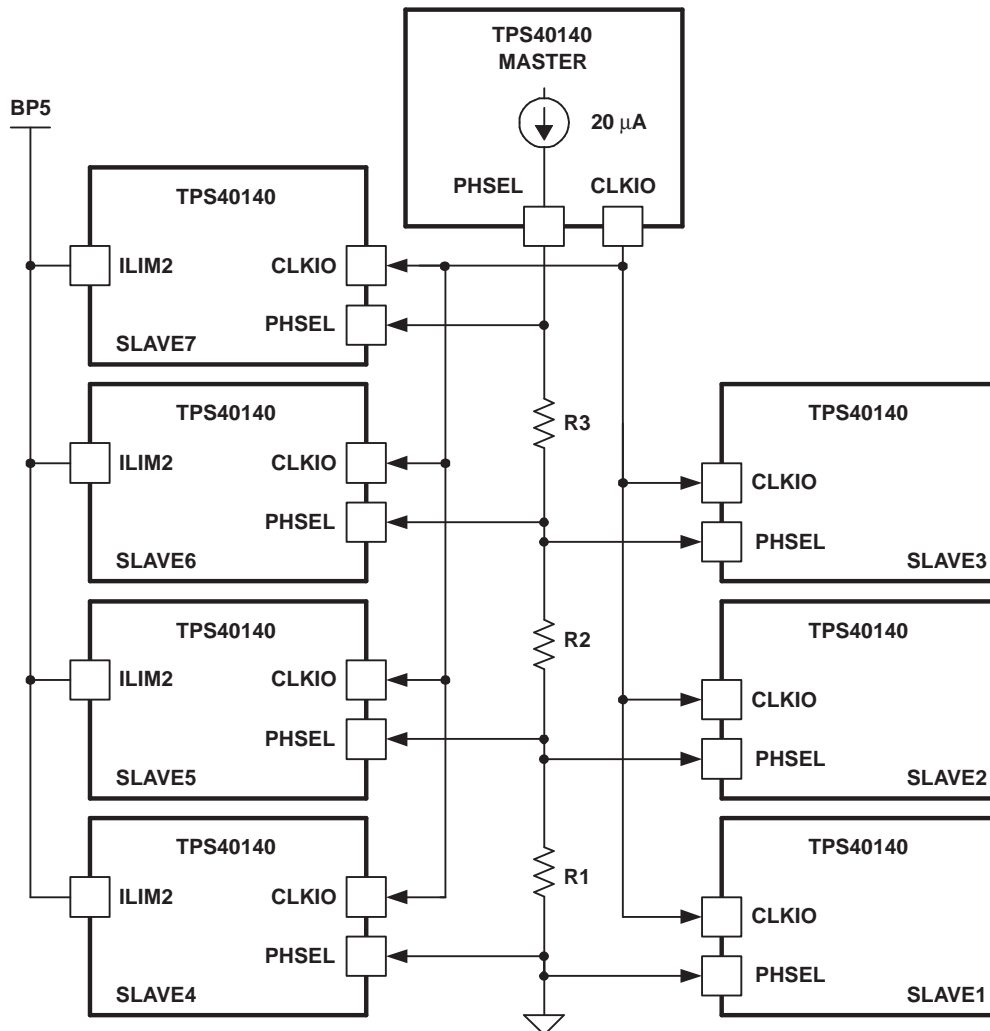 TPS40140
MASTER
20 µA
PHSEL
CLKIO
BP5
TPS40140
ILIM2
CLKIO
PHSEL
SLAVE7
TPS40140
ILIM2
CLKIO
PHSEL
SLAVE6
TPS40140
ILIM2
CLKIO
PHSEL
SLAVE5
TPS40140
ILIM2
CLKIO
PHSEL
SLAVE4
R3
R2
R1
TPS40140
CLKIO
PHSEL
SLAVE3
TPS40140
CLKIO
PHSEL
SLAVE2
TPS40140
CLKIO
PHSEL
SLAVE1